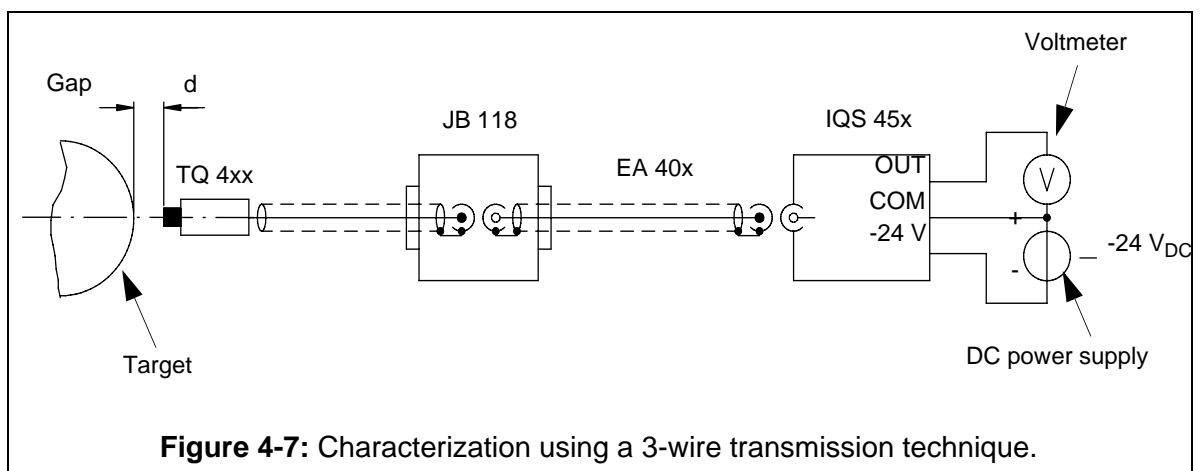 Voltmeter
Gap
d
JB 118
IQS 45x
TQ 4xx
EA 40x
OUT
V
COM
+
-24 V
-
-24 VDC
Target
DC power supply
Figure 4-7: Characterization using a 3-wire transmission technique.